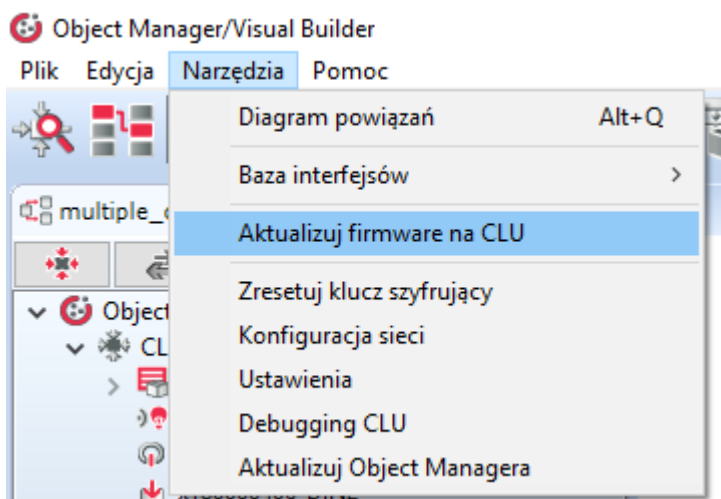 Object Manager/Visual Builder
Plik Edycja Narzędzia Pomoc
Diagram powiązań Alt+Q
Baza interfejsów
multiple_
Aktualizuj firmware na CLU
Zresetuj klucz szyfrujący
Object
Konfiguracja sieci
CL
Ustawienia
Debugging CLU
Aktualizuj Object Managera